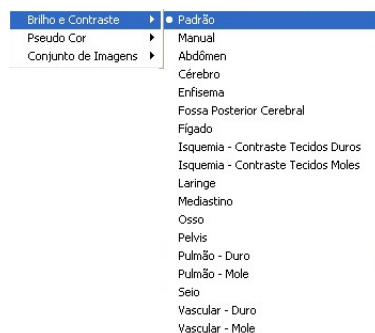 Brilho e Contraste
Pseudo Cor
Conjunto de Imagens
Padrão
Manual
Abdômen
Cérebro
Enfisema
Fossa Posterior Cerebral
Fígado
Isquemia - Contraste Tecidos Duros
Isquemia - Contraste Tecidos Moles
Laringe
Mediastino
Osso
Pelvis
Pulmão - Duro
Pulmão - Mole
Seio
Vascular - Duro
Vascular - Mole